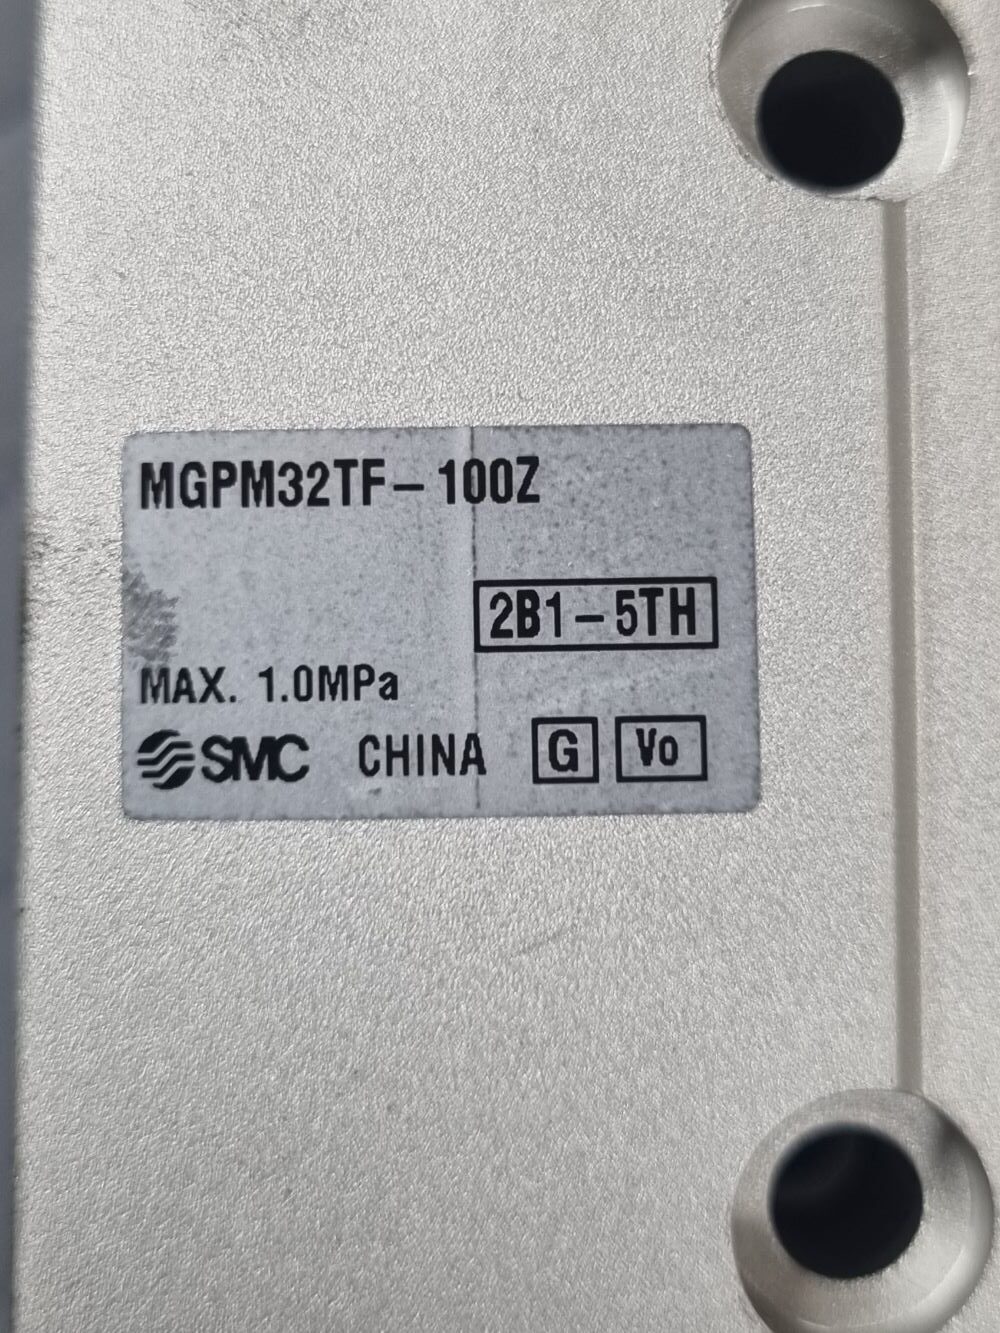 MGPM32TF-100Z
2B1-5TH
MAX. 1.0MPa
SMC CHINA G Vo